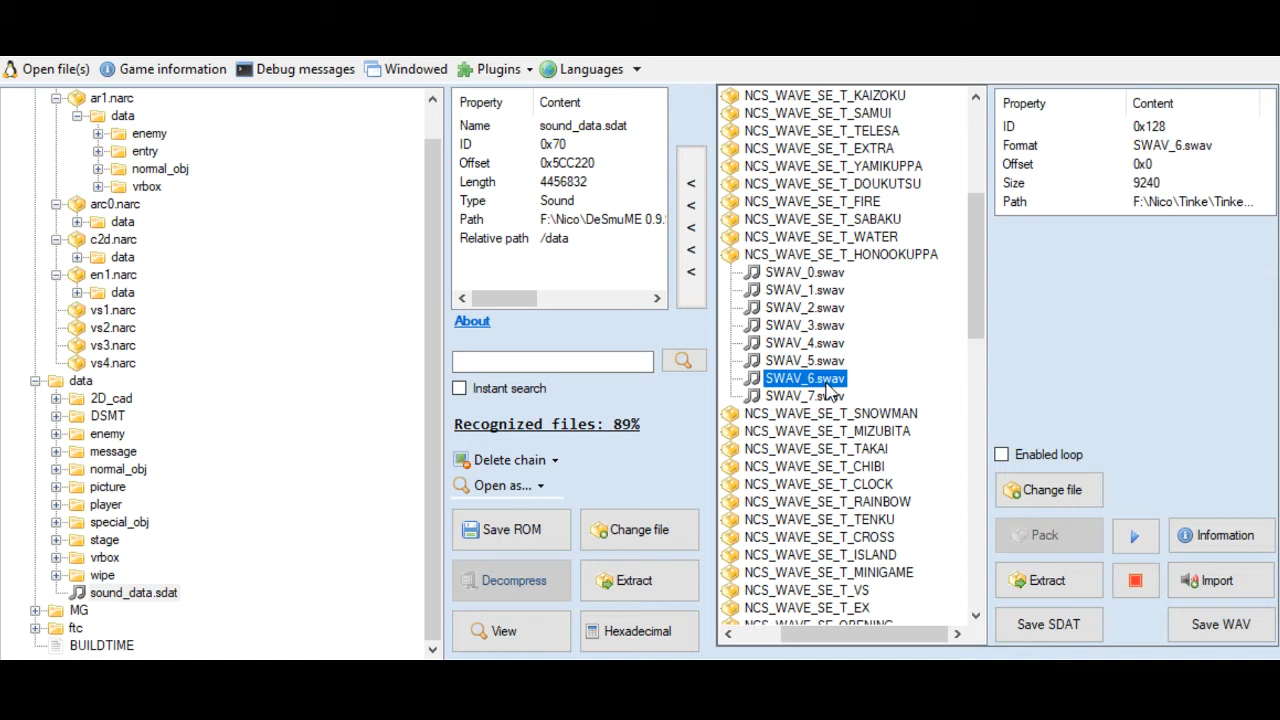 Open file(s) Game information Debug messages Windowed Plugins Languages
ar1.narc
data
enemy
entry
normal_obj
vrbox
arc0.narc
data
c2d.narc
data
en1.narc
data
vs1.narc
vs2.narc
vs3.narc
vs4.narc
data
2D_cad
DSMT
enemy
message
normal_obj
picture
player
special_obj
stage
vrbox
wipe
sound_data.sdat
MG
ftc
BUILDTIME
Property Content
Name sound_data.sdat
ID 0x70
Offset 0x5CC220
Length 4456832
Type Sound
Path F:\Nico\DeSmuME 0.9.
Relative path /data
About
Instant search
Recognized files: 89%
Delete chain
Open as...
Save ROM Change file
Decompress Extract
View Hexadecimal
<
<
<
<
<
NCS_WAVE_SE_T_KAIZOKU
NCS_WAVE_SE_T_SAMUI
NCS_WAVE_SE_T_TELESA
NCS_WAVE_SE_T_EXTRA
NCS_WAVE_SE_T_YAMIKUPPA
NCS_WAVE_SE_T_DOUKUTSU
NCS_WAVE_SE_T_FIRE
NCS_WAVE_SE_T_SABAKU
NCS_WAVE_SE_T_WATER
NCS_WAVE_SE_T_HONOOKUPPA
SWAV_0.swav
SWAV_1.swav
SWAV_2.swav
SWAV_3.swav
SWAV_4.swav
SWAV_5.swav
SWAV_6.swav
SWAV_7.swav
NCS_WAVE_SE_T_SNOWMAN
NCS_WAVE_SE_T_MIZUBITA
NCS_WAVE_SE_T_TAKAI
NCS_WAVE_SE_T_CHIBI
NCS_WAVE_SE_T_CLOCK
NCS_WAVE_SE_T_RAINBOW
NCS_WAVE_SE_T_TENKU
NCS_WAVE_SE_T_CROSS
NCS_WAVE_SE_T_ISLAND
NCS_WAVE_SE_T_MINIGAME
NCS_WAVE_SE_T_VS
NCS_WAVE_SE_T_EX
NCS_WAVE_SE_OPENING
Property Content
ID 0x128
Format SWAV_6.swav
Offset 0x0
Size 9240
Path F:\Nico\Tinke\Tinke...
Enabled loop
Change file
Pack Information
Extract Import
Save SDAT Save WAV